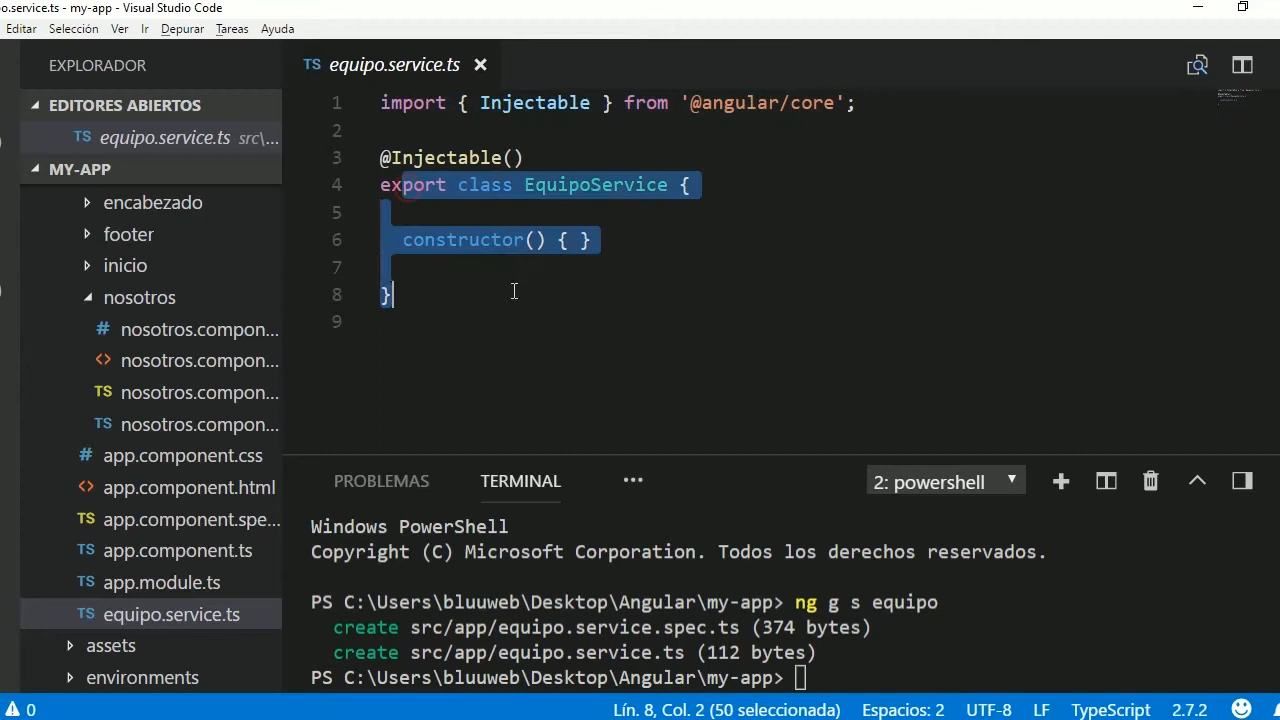 o.service.ts - my-app - Visual Studio Code
Editar Selección Ver Ir Depurar Tareas Ayuda
EXPLORADOR
EDITORES ABIERTOS
TS equipo.service.ts src\...
MY-APP
encabezado
footer
inicio
nosotros
# nosotros.compon...
<> nosotros.compon...
TS nosotros.compon...
TS nosotros.compon...
# app.component.css
<> app.component.html
TS app.component.spe...
TS app.component.ts
TS app.module.ts
TS equipo.service.ts
assets
environments
TS equipo.service.ts
1 import { Injectable } from '@angular/core';
2
3 @Injectable()
4 export class EquipoService {
5
6 constructor() { }
7
8 }
9
PROBLEMAS TERMINAL ... 2: powershell
Windows PowerShell
Copyright (C) Microsoft Corporation. Todos los derechos reservados.
PS C:\Users\bluuweb\Desktop\Angular\my-app> ng g s equipo
create src/app/equipo.service.spec.ts (374 bytes)
create src/app/equipo.service.ts (112 bytes)
PS C:\Users\bluuweb\Desktop\Angular\my-app>
0 Lín. 8, Col. 2 (50 seleccionada) Espacios: 2 UTF-8 LF TypeScript 2.7.2